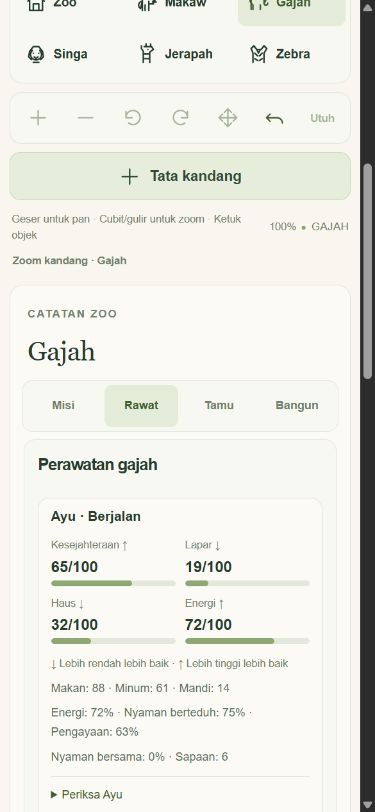 Zoo
Makaw
Gajah
Singa
Jerapah
Zebra
Utuh
Tata kandang
Geser untuk pan · Cubit/gulir untuk zoom · Ketuk
objek
100% • GAJAH
Zoom kandang · Gajah
CATATAN ZOO
Gajah
Misi
Rawat
Tamu
Bangun
Perawatan gajah
Ayu · Berjalan
Kesejahteraan ↑
Lapar ↓
65/100
19/100
Haus ↓
Energi ↑
32/100
72/100
↓ Lebih rendah lebih baik · ↑ Lebih tinggi lebih baik
Makan: 88 · Minum: 61 · Mandi: 14
Energi: 72% · Nyaman berteduh: 75% ·
Pengayaan: 63%
Nyaman bersama: 0% · Sapaan: 6
▶ Periksa Ayu